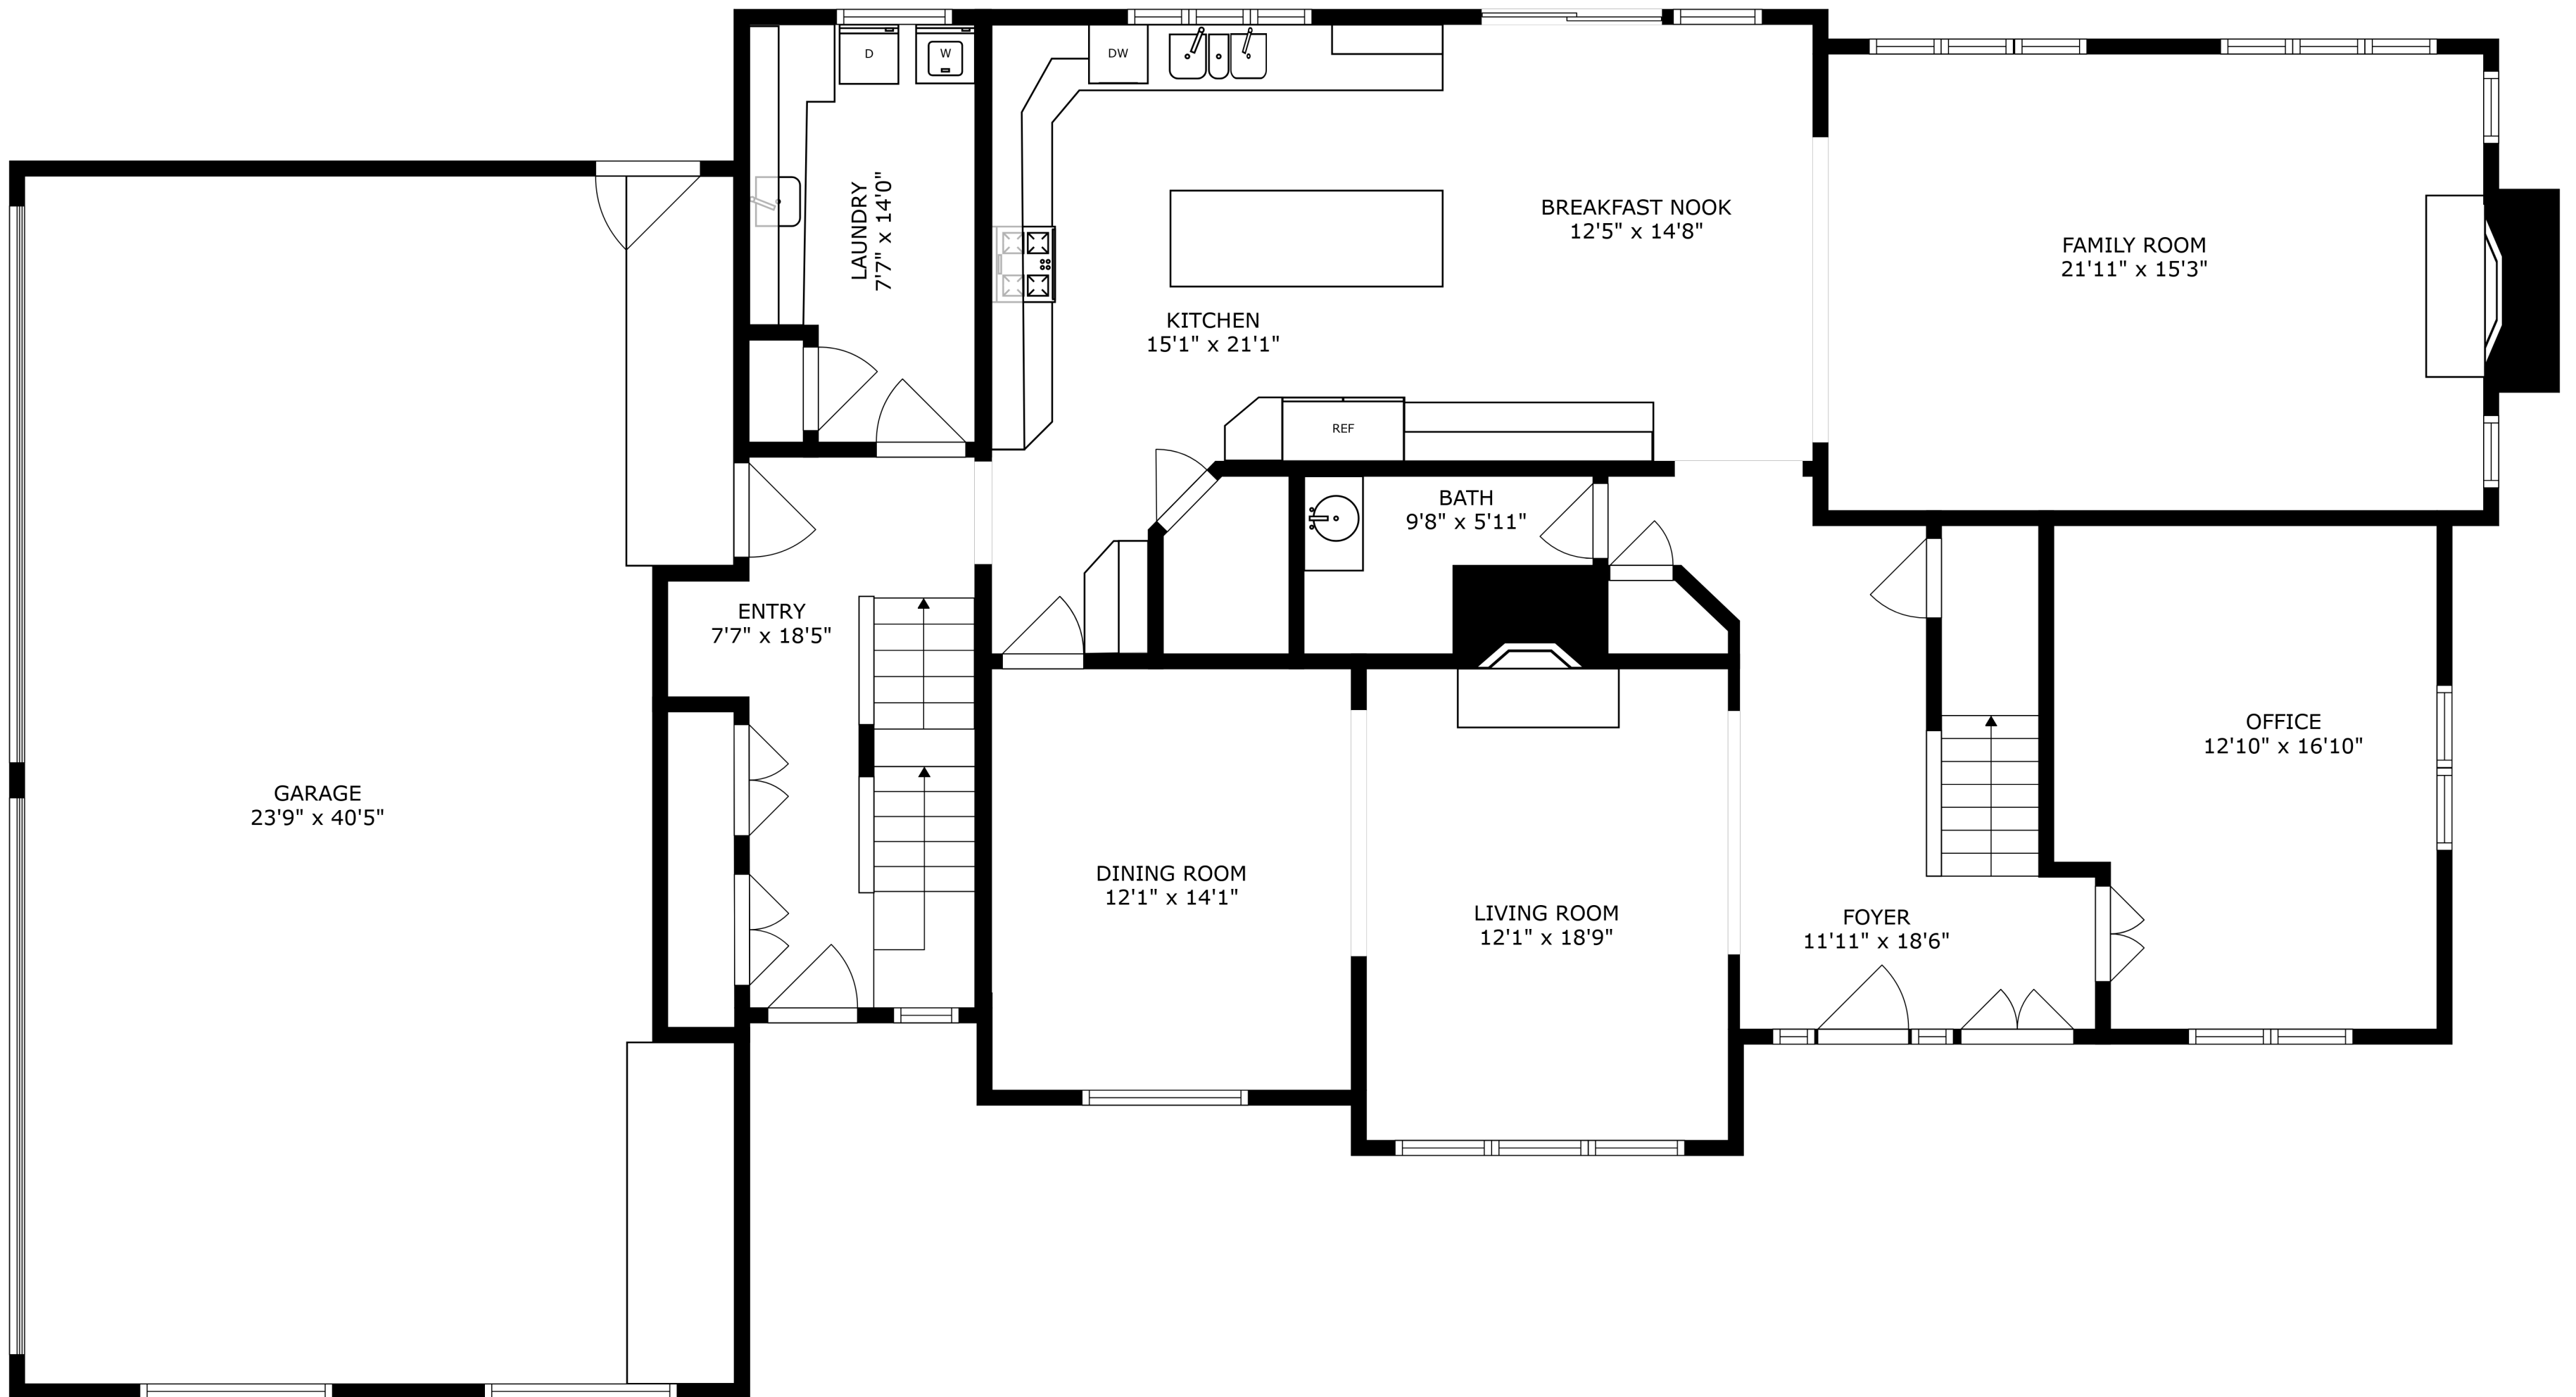 D
W
DW
LAUNDRY
7'7" x 14'0"
BREAKFAST NOOK
12'5" x 14'8"
FAMILY ROOM
21'11" x 15'3"
KITCHEN
15'1" x 21'1"
REF
BATH
9'8" x 5'11"
ENTRY
7'7" x 18'5"
OFFICE
12'10" x 16'10"
GARAGE
23'9" x 40'5"
DINING ROOM
12'1" x 14'1"
LIVING ROOM
12'1" x 18'9"
FOYER
11'11" x 18'6"